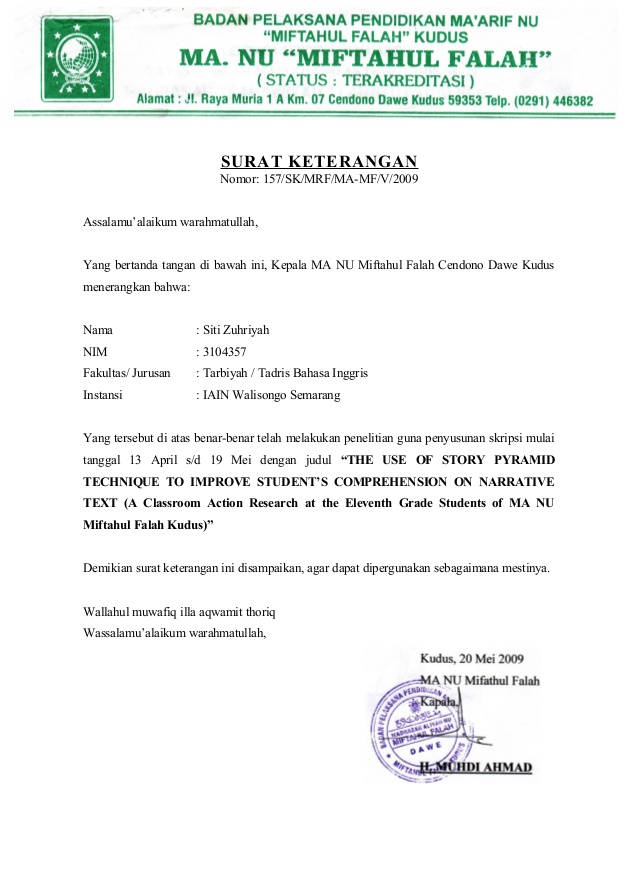 BADAN PELAKSANA PENDIDIKAN MA'ARIF NU
“MIFTAHUL FALAH” KUDUS
MA. NU “MIFTAHUL FALAH”
( STATUS : TERAKREDITASI )
Alamat : Jl. Raya Muria 1 A Km. 07 Cendono Dawe Kudus 59353 Telp. (0291) 446382
SURAT KETERANGAN
Nomor: 157/SK/MRF/MA-MF/V/2009
Assalamu’alaikum warahmatullah,
Yang bertanda tangan di bawah ini, Kepala MA NU Miftahul Falah Cendono Dawe Kudus
menerangkan bahwa:
Nama : Siti Zuhriyah
NIM : 3104357
Fakultas/ Jurusan : Tarbiyah / Tadris Bahasa Inggris
Instansi : IAIN Walisongo Semarang
Yang tersebut di atas benar-benar telah melakukan penelitian guna penyusunan skripsi mulai
tanggal 13 April s/d 19 Mei dengan judul “THE USE OF STORY PYRAMID
TECHNIQUE TO IMPROVE STUDENT’S COMPREHENSION ON NARRATIVE
TEXT (A Classroom Action Research at the Eleventh Grade Students of MA NU
Miftahul Falah Kudus)”
Demikian surat keterangan ini disampaikan, agar dapat dipergunakan sebagaimana mestinya.
Wallahul muwafiq illa aqwamit thoriq
Wassalamu’alaikum warahmatullah,
Kudus, 20 Mei 2009
MA NU Mifathul Falah
Kapala,
BADAN PELAKSANA PENDIDIKAN
MADRASAH ALIYAH NU
MIFTAHUL FALAH
DAWE
H. MUHDI AHMAD